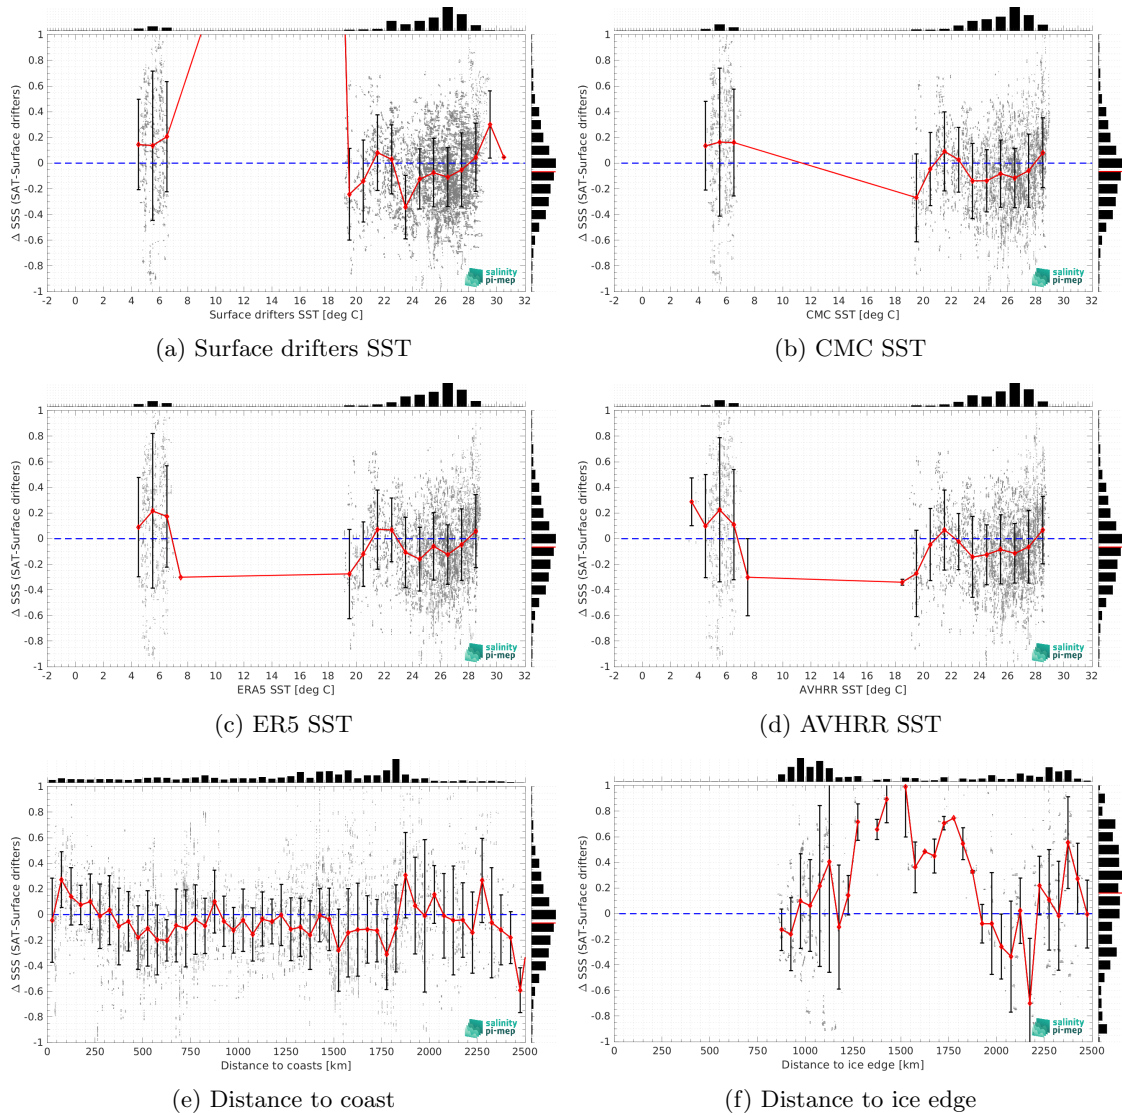 1
0.8
0.6
0.4
0.2
0
-0.2
-0.4
-0.6
-0.8
-1
Δ SSS (SAT-Surface drifters)
salinity
pi-mep
-2 0 2 4 6 8 10 12 14 16 18 20 22 24 26 28 30 32
Surface drifters SST [deg C]
(a) Surface drifters SST
1
0.8
0.6
0.4
0.2
0
-0.2
-0.4
-0.6
-0.8
-1
Δ SSS (SAT-Surface drifters)
salinity
pi-mep
-2 0 2 4 6 8 10 12 14 16 18 20 22 24 26 28 30 32
CMC SST [deg C]
(b) CMC SST
1
0.8
0.6
0.4
0.2
0
-0.2
-0.4
-0.6
-0.8
-1
Δ SSS (SAT-Surface drifters)
salinity
pi-mep
-2 0 2 4 6 8 10 12 14 16 18 20 22 24 26 28 30 32
ERA5 SST [deg C]
(c) ER5 SST
1
0.8
0.6
0.4
0.2
0
-0.2
-0.4
-0.6
-0.8
-1
Δ SSS (SAT-Surface drifters)
salinity
pi-mep
-2 0 2 4 6 8 10 12 14 16 18 20 22 24 26 28 30 32
AVHRR SST [deg C]
(d) AVHRR SST
1
0.8
0.6
0.4
0.2
0
-0.2
-0.4
-0.6
-0.8
-1
Δ SSS (SAT-Surface drifters)
salinity
pi-mep
0 250 500 750 1000 1250 1500 1750 2000 2250 2500
Distance to coasts [km]
(e) Distance to coast
1
0.8
0.6
0.4
0.2
0
-0.2
-0.4
-0.6
-0.8
-1
Δ SSS (SAT-Surface drifters)
salinity
pi-mep
0 250 500 750 1000 1250 1500 1750 2000 2250 2500
Distance to ice edge [km]
(f) Distance to ice edge